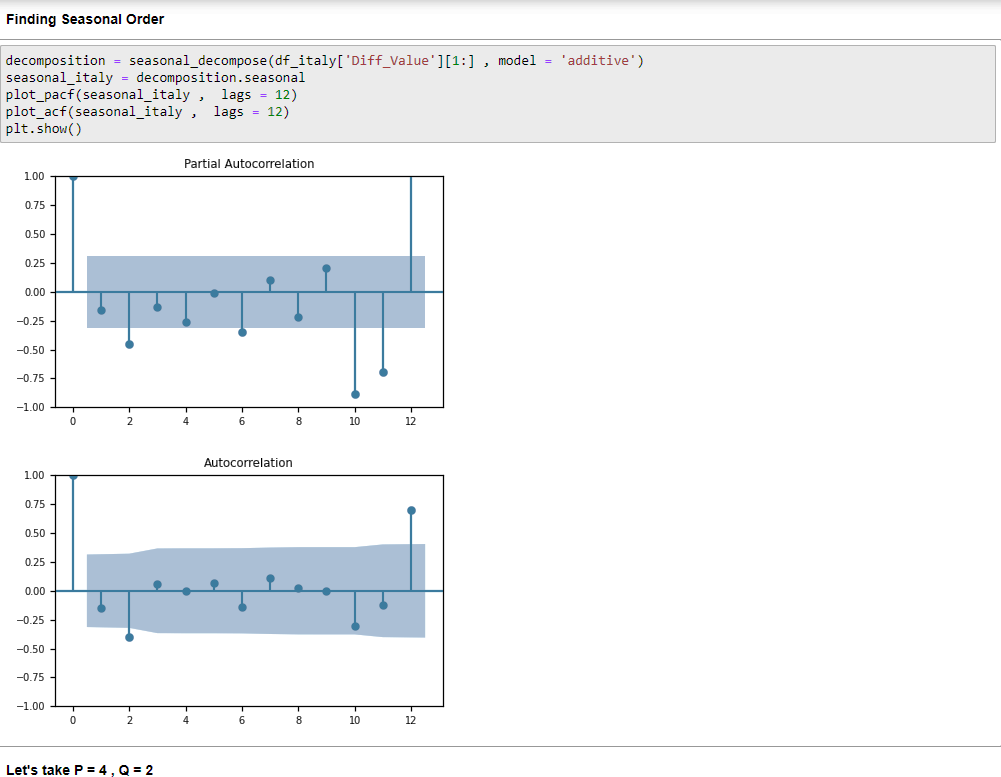 Finding Seasonal Order
decomposition = seasonal_decompose(df_italy['Diff_Value'][1:] , model = 'additive')
seasonal_italy = decomposition.seasonal
plot_pacf(seasonal_italy ,  lags = 12)
plot_acf(seasonal_italy ,  lags = 12)
plt.show()
Partial Autocorrelation
1.00
0.75
0.50
0.25
0.00
−0.25
−0.50
−0.75
−1.00
0 2 4 6 8 10 12
Autocorrelation
1.00
0.75
0.50
0.25
0.00
−0.25
−0.50
−0.75
−1.00
0 2 4 6 8 10 12
Let's take P = 4 , Q = 2